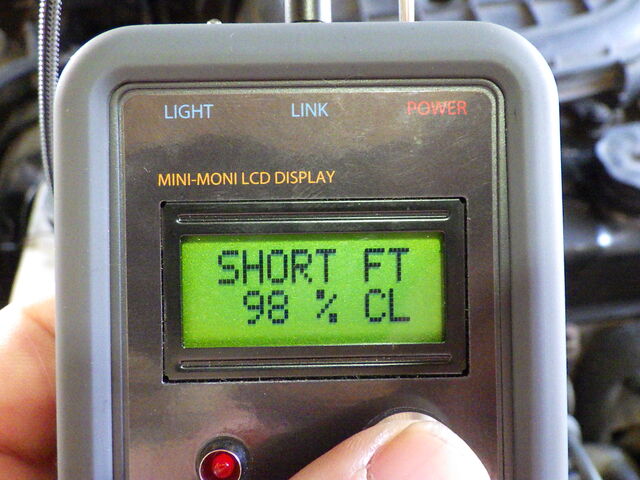 LIGHT LINK POWER
MINI-MONI LCD DISPLAY
SHORT FT
98 % CL